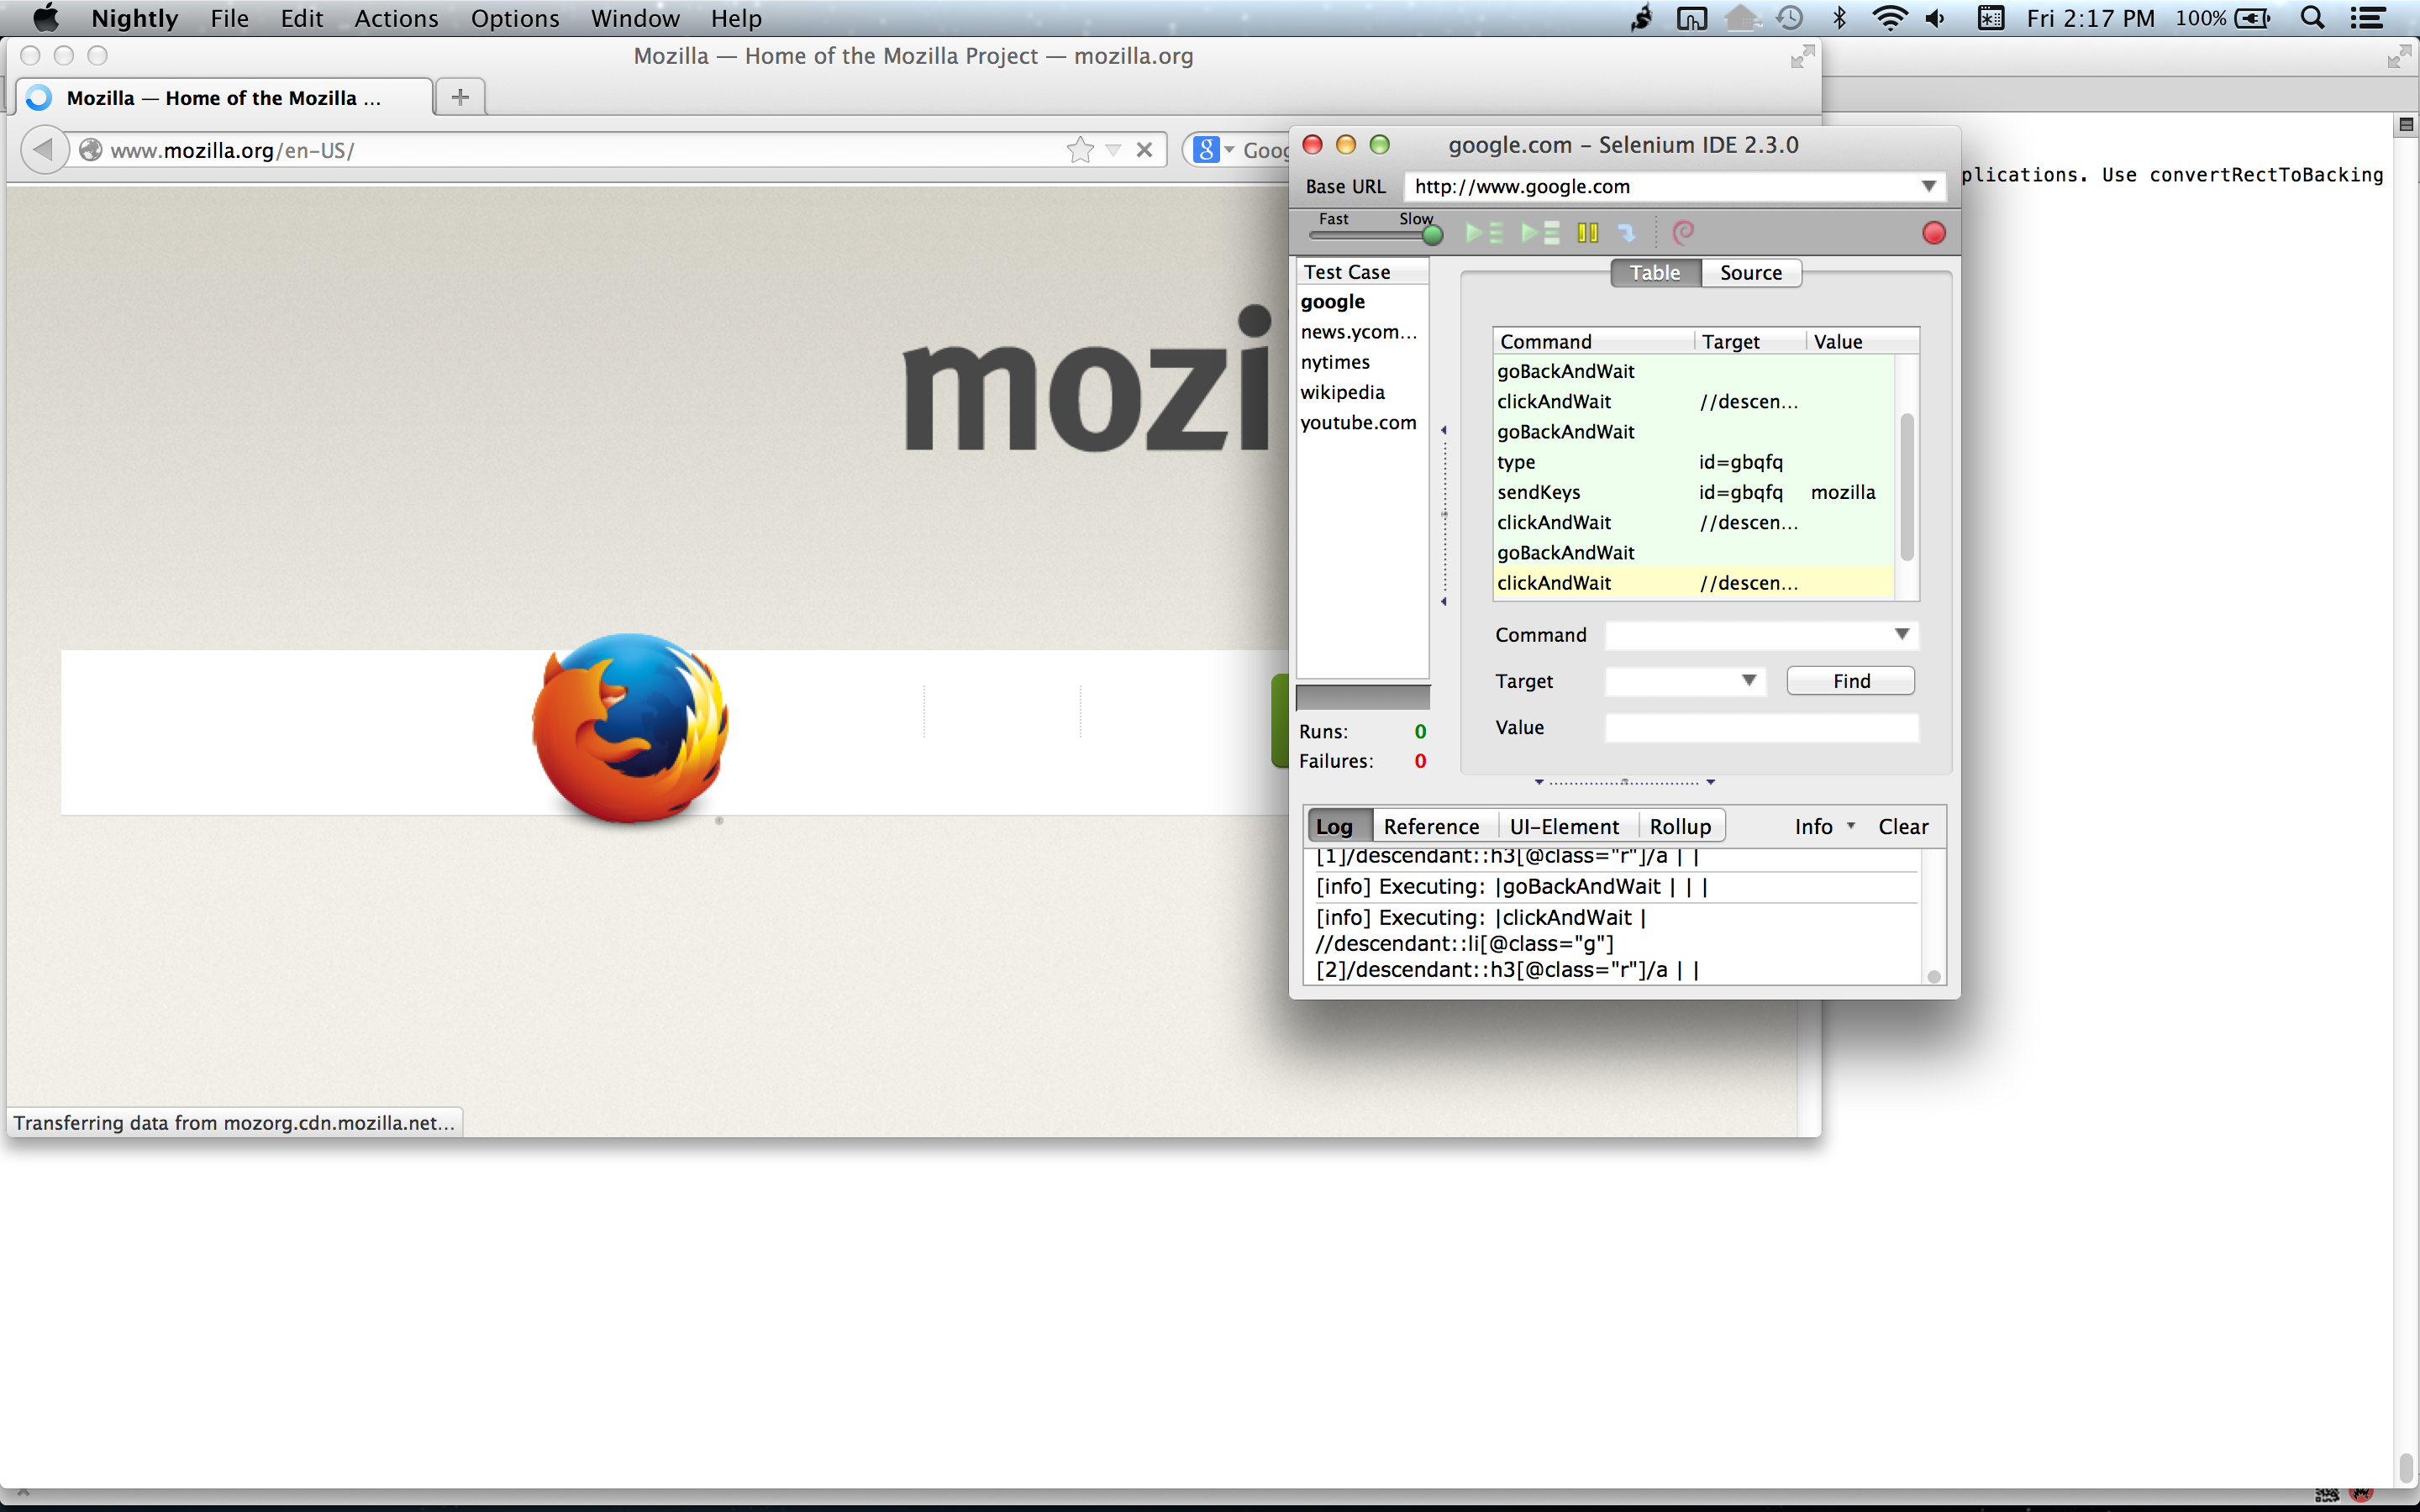 Nightly File Edit Actions Options Window Help Fri 2:17 PM 100%
Mozilla — Home of the Mozilla Project — mozilla.org
Mozilla — Home of the Mozilla ... +
www.mozilla.org/en-US/
mozi
Transferring data from mozorg.cdn.mozilla.net...
google.com – Selenium IDE 2.3.0
Base URL http://www.google.com
plications. Use convertRectToBacking
Fast Slow
Test Case
google
news.ycom...
nytimes
wikipedia
youtube.com
Runs: 0
Failures: 0
Table Source
Command Target Value
goBackAndWait
clickAndWait //descen...
goBackAndWait
type id=gbqfq
sendKeys id=gbqfq mozilla
clickAndWait //descen...
goBackAndWait
clickAndWait //descen...
Command
Target Find
Value
Log Reference UI-Element Rollup Info Clear
[1]/descendant::h3[@class="r"]/a | |
[info] Executing: |goBackAndWait | | |
[info] Executing: |clickAndWait |
//descendant::li[@class="g"]
[2]/descendant::h3[@class="r"]/a | |